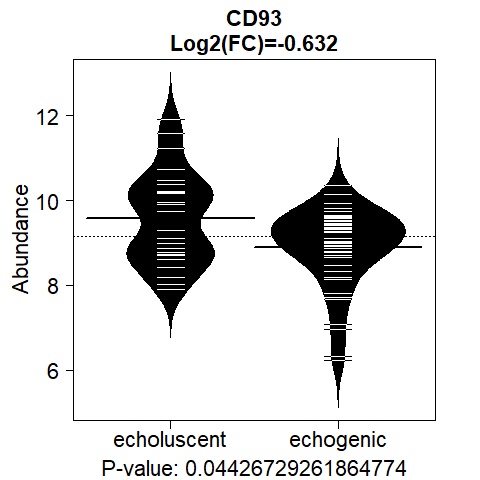 CD93
Log2(FC)=-0.632
Abundance
12
10
8
6
echoluscent
echogenic
P-value: 0.04426729261864774